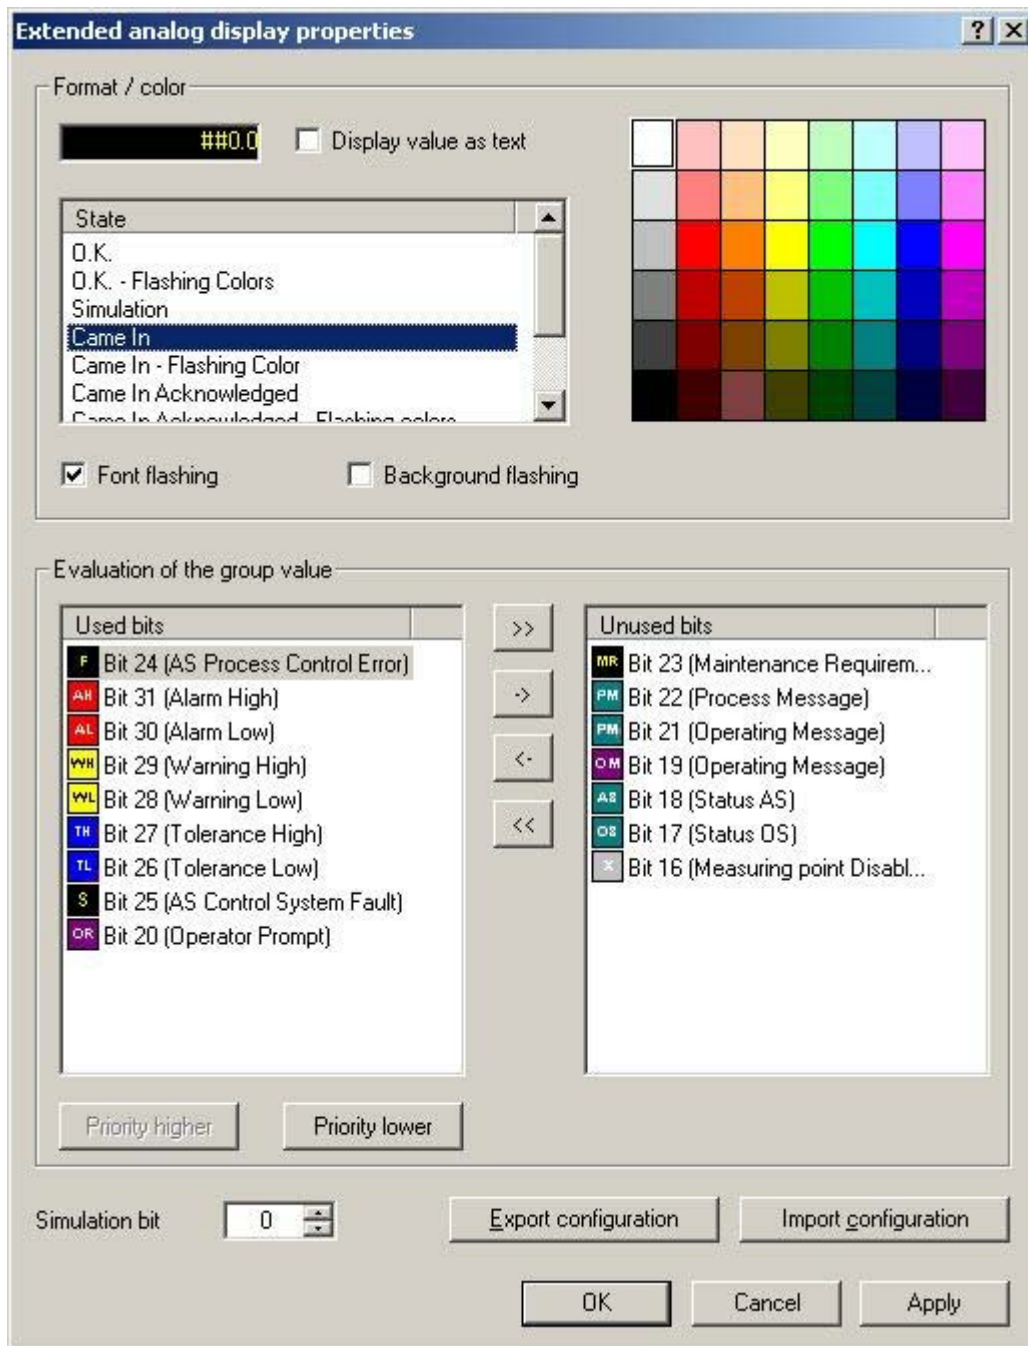 Extended analog display properties
Format / color
##0.0
Display value as text
State
O.K.
O.K. - Flashing Colors
Simulation
Came In
Came In - Flashing Color
Came In Acknowledged
Came In Acknowledged - Flashing colors
Font flashing
Background flashing
Evaluation of the group value
Used bits
F Bit 24 (AS Process Control Error)
AH Bit 31 (Alarm High)
AL Bit 30 (Alarm Low)
WH Bit 29 (Warning High)
WL Bit 28 (Warning Low)
TH Bit 27 (Tolerance High)
TL Bit 26 (Tolerance Low)
S Bit 25 (AS Control System Fault)
OR Bit 20 (Operator Prompt)
>>
->
<-
<<
Unused bits
MR Bit 23 (Maintenance Requirem...
PM Bit 22 (Process Message)
PM Bit 21 (Operating Message)
OM Bit 19 (Operating Message)
AS Bit 18 (Status AS)
OS Bit 17 (Status OS)
X Bit 16 (Measuring point Disabl...
Priority higher
Priority lower
Simulation bit
0
Export configuration
Import configuration
OK
Cancel
Apply